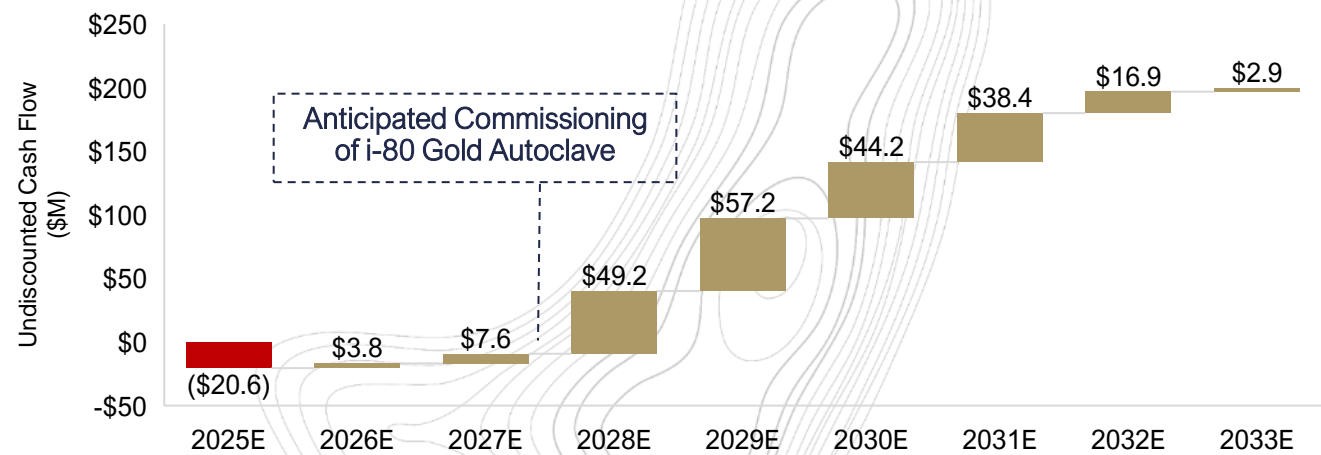 Undiscounted Cash Flow
($M)
$250
$200
$150
$100
$50
$0
-$50
Anticipated Commissioning
of i-80 Gold Autoclave
($20.6)
$3.8
$7.6
$49.2
$57.2
$44.2
$38.4
$16.9
$2.9
2025E
2026E
2027E
2028E
2029E
2030E
2031E
2032E
2033E